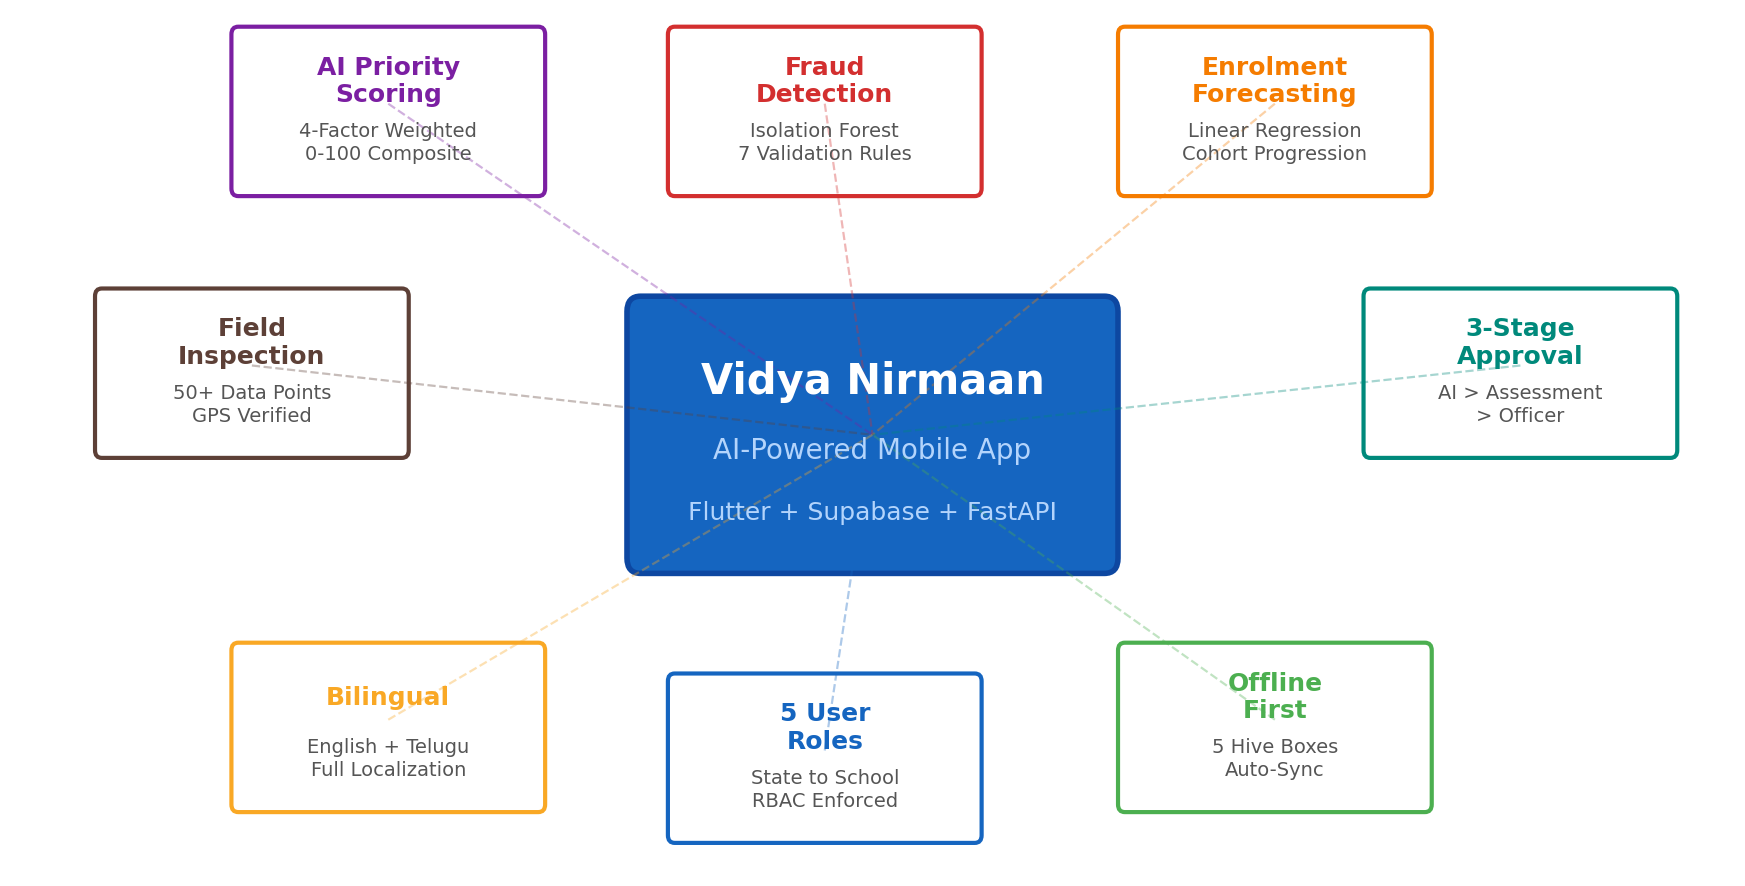 AI Priority
Scoring
4-Factor Weighted
0-100 Composite
Fraud
Detection
Isolation Forest
7 Validation Rules
Enrolment
Forecasting
Linear Regression
Cohort Progression
Field
Inspection
50+ Data Points
GPS Verified
Vidya Nirmaan
AI-Powered Mobile App
Flutter + Supabase + FastAPI
3-Stage
Approval
AI > Assessment
> Officer
Bilingual
English + Telugu
Full Localization
5 User
Roles
State to School
RBAC Enforced
Offline
First
5 Hive Boxes
Auto-Sync